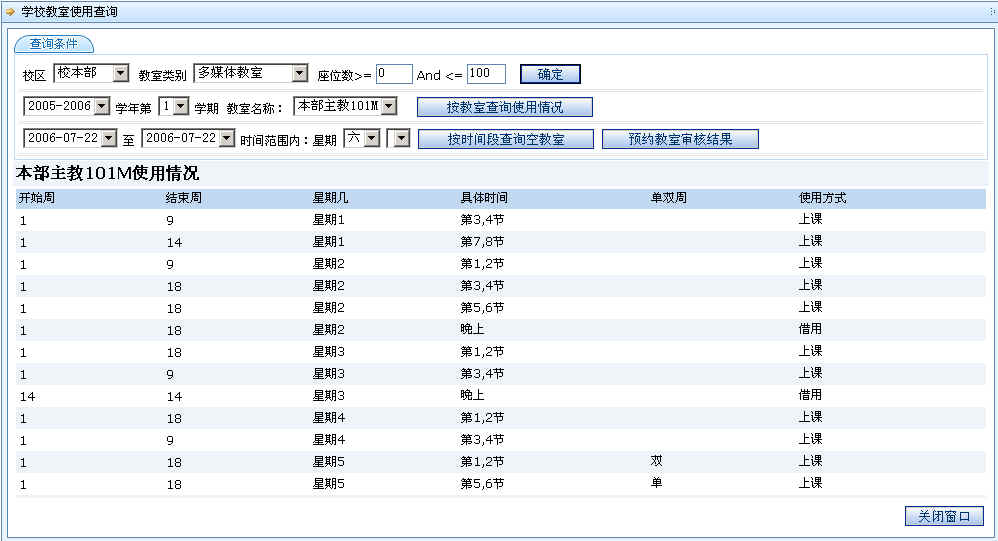 学校教室使用查询
查询条件
校区 校本部 教室类别 多媒体教室 座位数>= 0 And <= 100 确定
2005-2006 学年第 1 学期 教室名称： 本部主教101M 按教室查询使用情况
2006-07-22 至 2006-07-22 时间范围内：星期 六 按时间段查询空教室 预约教室审核结果
本部主教101M使用情况
开始周 结束周 星期几 具体时间 单双周 使用方式
1 9 星期1 第3,4节 上课
1 14 星期1 第7,8节 上课
1 9 星期2 第1,2节 上课
1 18 星期2 第3,4节 上课
1 18 星期2 第5,6节 上课
1 18 星期2 晚上 借用
1 18 星期3 第1,2节 上课
1 9 星期3 第3,4节 上课
14 14 星期3 晚上 借用
1 18 星期4 第1,2节 上课
1 9 星期4 第3,4节 上课
1 18 星期5 第1,2节 双 上课
1 18 星期5 第5,6节 单 上课
关闭窗口